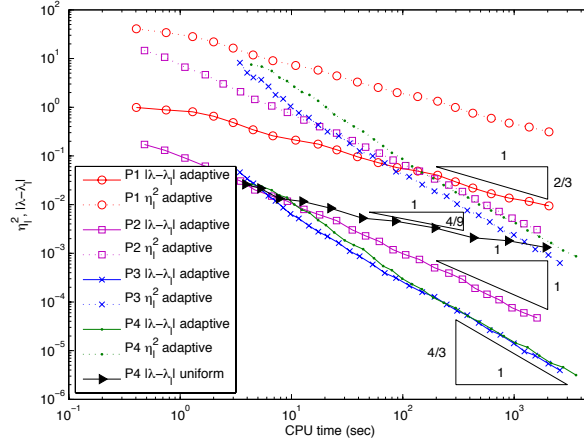 10^2
10^1
10^0
10^-1
10^-2
10^-3
10^-4
10^-5
10^-6
η_l^2, |λ−λ_l|
1
2/3
1
4/9
1
1
4/3
1
P1 |λ−λ_l| adaptive
P1 η_l^2 adaptive
P2 |λ−λ_l| adaptive
P2 η_l^2 adaptive
P3 |λ−λ_l| adaptive
P3 η_l^2 adaptive
P4 |λ−λ_l| adaptive
P4 η_l^2 adaptive
P4 |λ−λ_l| uniform
10^-1
10^0
10^1
10^2
10^3
CPU time (sec)